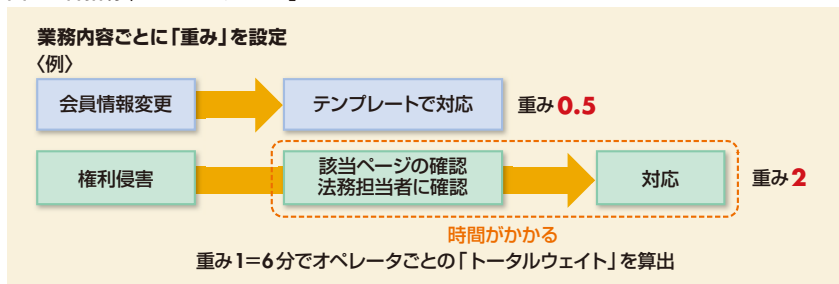 業務内容ごとに「重み」を設定
〈例〉
会員情報変更
テンプレートで対応
重み0.5
権利侵害
該当ページの確認
法務担当者に確認
対応
重み2
時間がかかる
重み1=6分でオペレータごとの「トータルウェイト」を算出